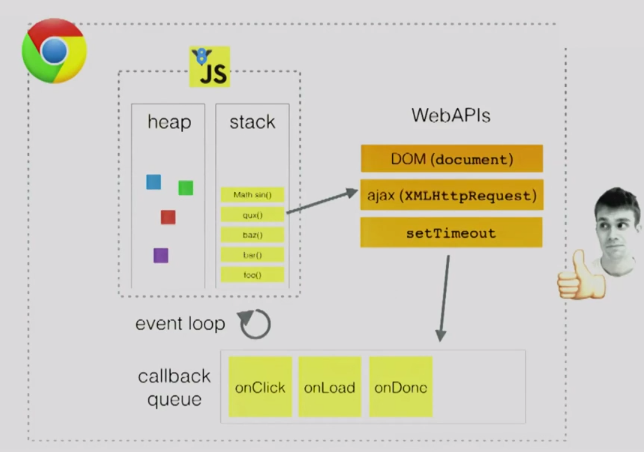 JS
heap
stack
Math.sin()
qux()
baz()
bar()
foo()
WebAPIs
DOM (document)
ajax (XMLHttpRequest)
setTimeout
event loop
callback
queue
onClick
onLoad
onDone